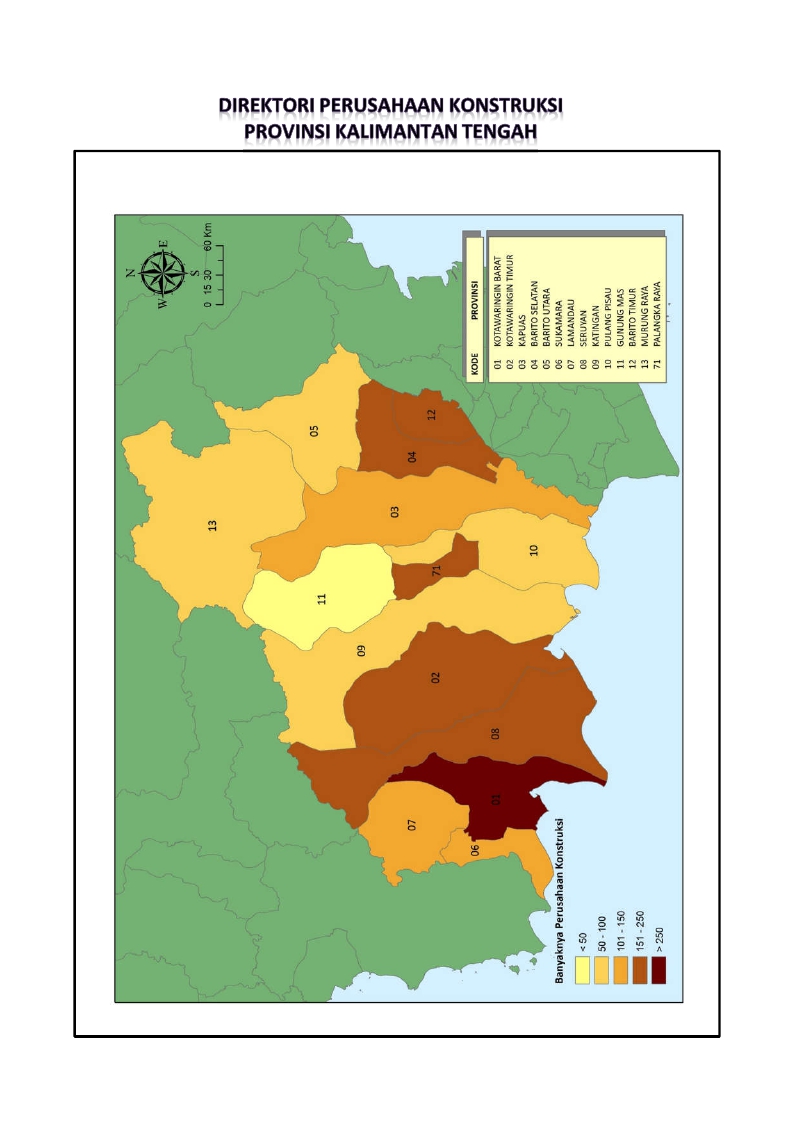 DIREKTORI PERUSAHAAN KONSTRUKSI
PROVINSI KALIMANTAN TENGAH
N
W E
S
0 15 30 60 Km
KODE PROVINSI
01 KOTAWARINGIN BARAT
02 KOTAWARINGIN TIMUR
03 KAPUAS
04 BARITO SELATAN
05 BARITO UTARA
06 SUKAMARA
07 LAMANDAU
08 SERUYAN
09 KATINGAN
10 PULANG PISAU
11 GUNUNG MAS
12 BARITO TIMUR
13 MURUNG RAYA
71 PALANGKA RAYA
13
05
12
04
03
11
71
10
09
02
08
01
07
06
Banyaknya Perusahaan Konstruksi
< 50
50 - 100
101 - 150
151 - 250
> 250